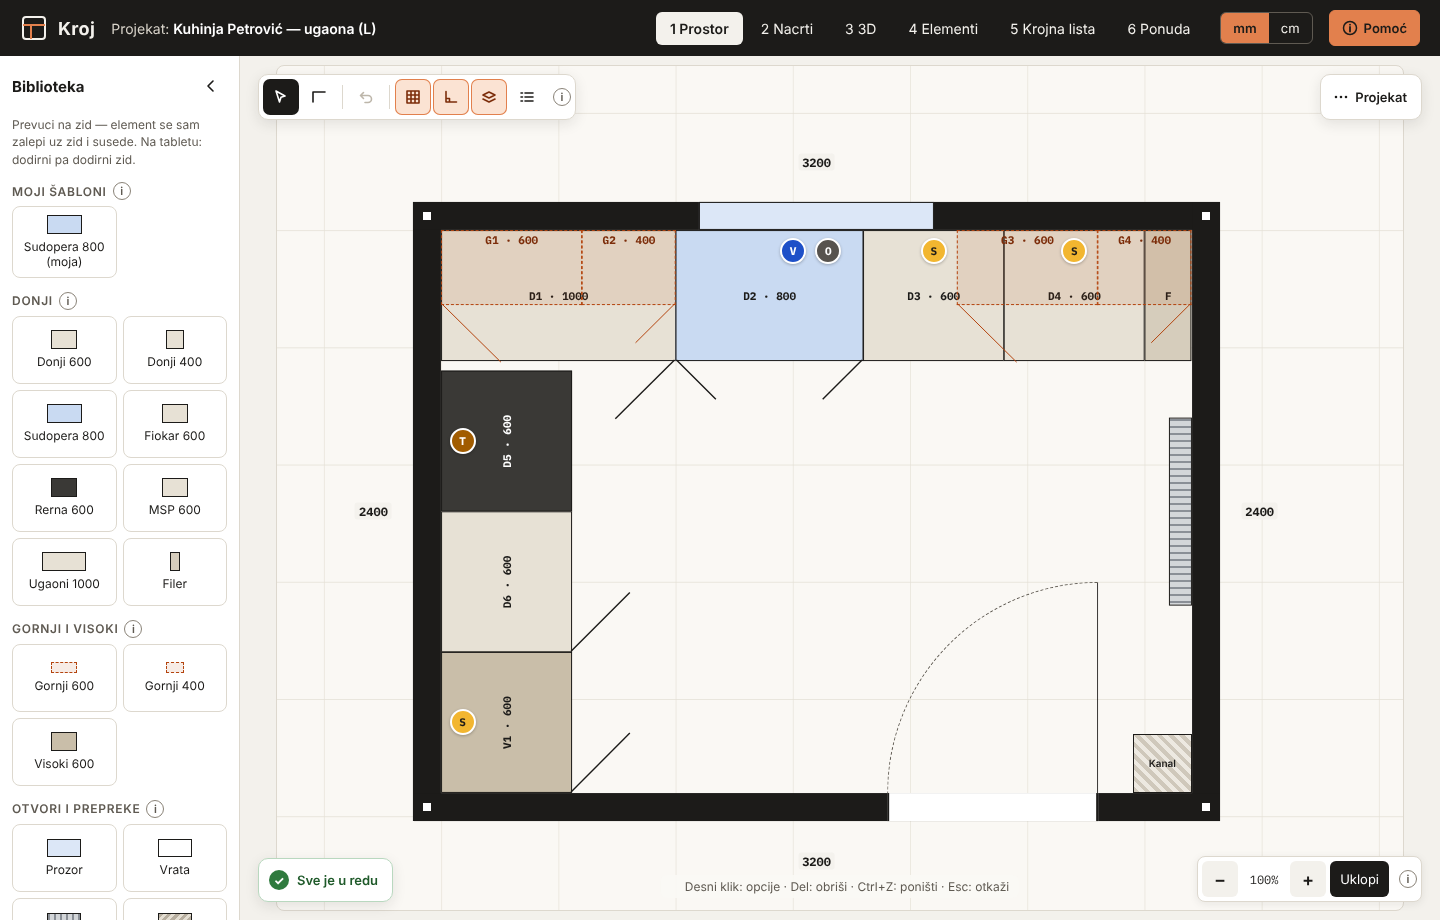 Kroj
Projekat: Kuhinja Petrović — ugaona (L)
1 Prostor
2 Nacrti
3 3D
4 Elementi
5 Krojna lista
6 Ponuda
mm
cm
Pomoć
Biblioteka
Prevuci na zid — element se sam
zalepi uz zid i susede. Na tabletu:
dodirni pa dodirni zid.
MOJI ŠABLONI
Sudopera 800
(moja)
DONJI
Donji 600
Donji 400
Sudopera 800
Fiokar 600
Rerna 600
MSP 600
Ugaoni 1000
Filer
GORNJI I VISOKI
Gornji 600
Gornji 400
Visoki 600
OTVORI I PREPREKE
Prozor
Vrata
Projekat
3200
G1 · 600
G2 · 400
V
O
S
G3 · 600
S
G4 · 400
D1 · 1000
D2 · 800
D3 · 600
D4 · 600
F
T
D5 · 600
2400
2400
D6 · 600
S
V1 · 600
Kanal
3200
Sve je u redu
Desni klik: opcije · Del: obriši · Ctrl+Z: poništi · Esc: otkaži
−
100%
+
Uklopi